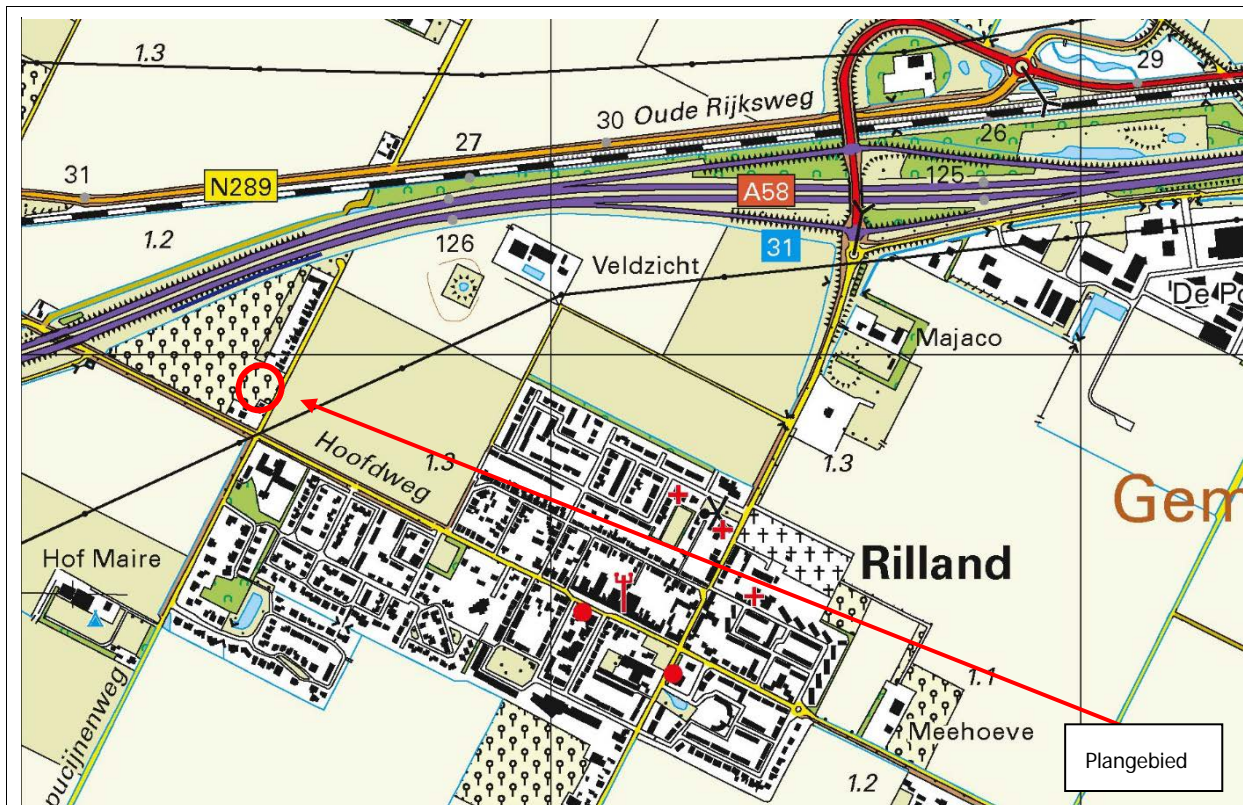 1.3
29
30 Oude Rijksweg
27
26
31
N289
A58
125
1.2
126
31
Veldzicht
'De Po
Majaco
Hoofdweg
1.3
1.3
Gem
Hof Maire
Rilland
1.1
Meehoeve
Plangebied
pucijnenweg
1.2